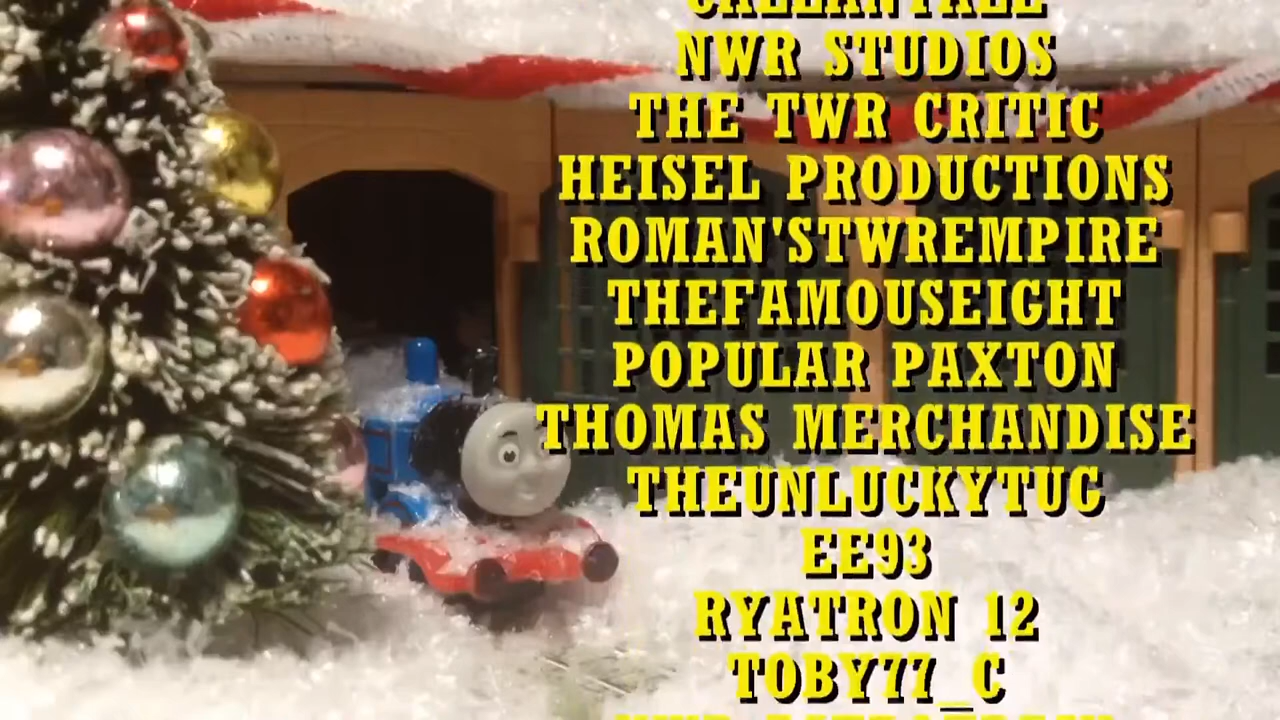 NWR STUDIOS
THE TWR CRITIC
HEISEL PRODUCTIONS
ROMAN'STWREMPIRE
THEFAMOUSEIGHT
POPULAR PAXTON
THOMAS MERCHANDISE
THEUNLUCKYTUG
EE93
RYATRON 12
TOBY77_C